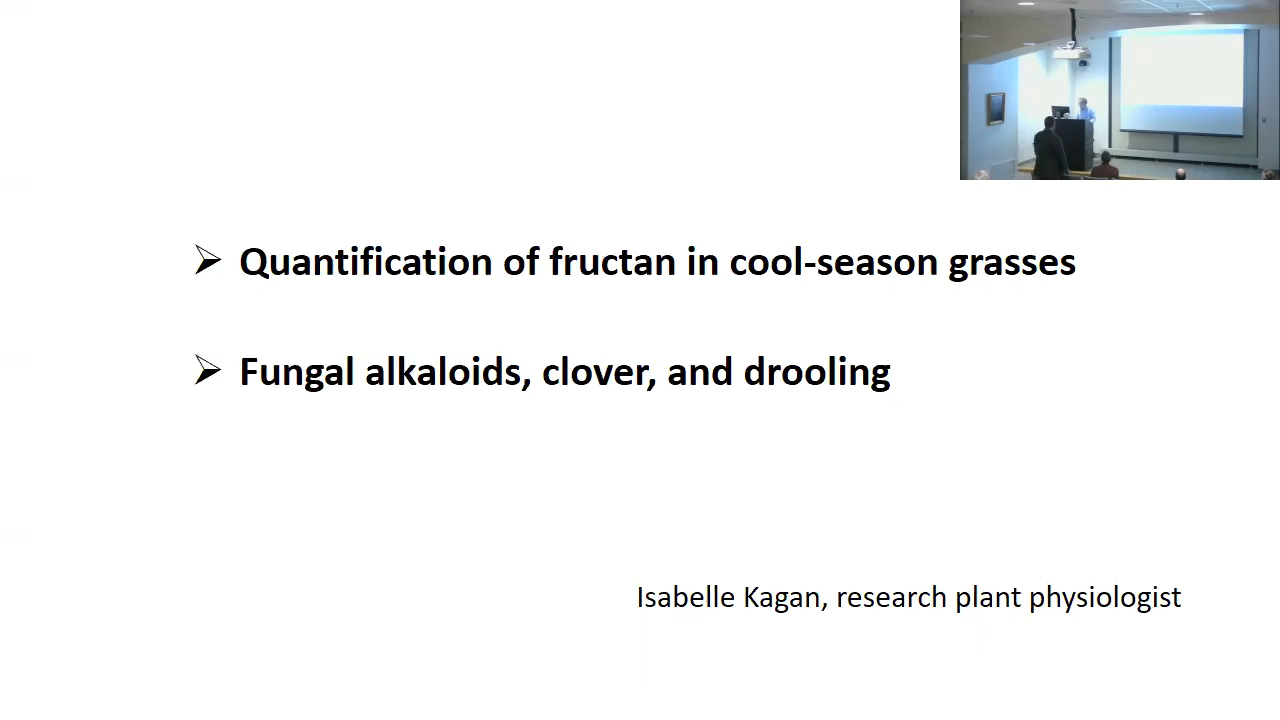 ➢ Quantification of fructan in cool-season grasses
➢ Fungal alkaloids, clover, and drooling
Isabelle Kagan, research plant physiologist